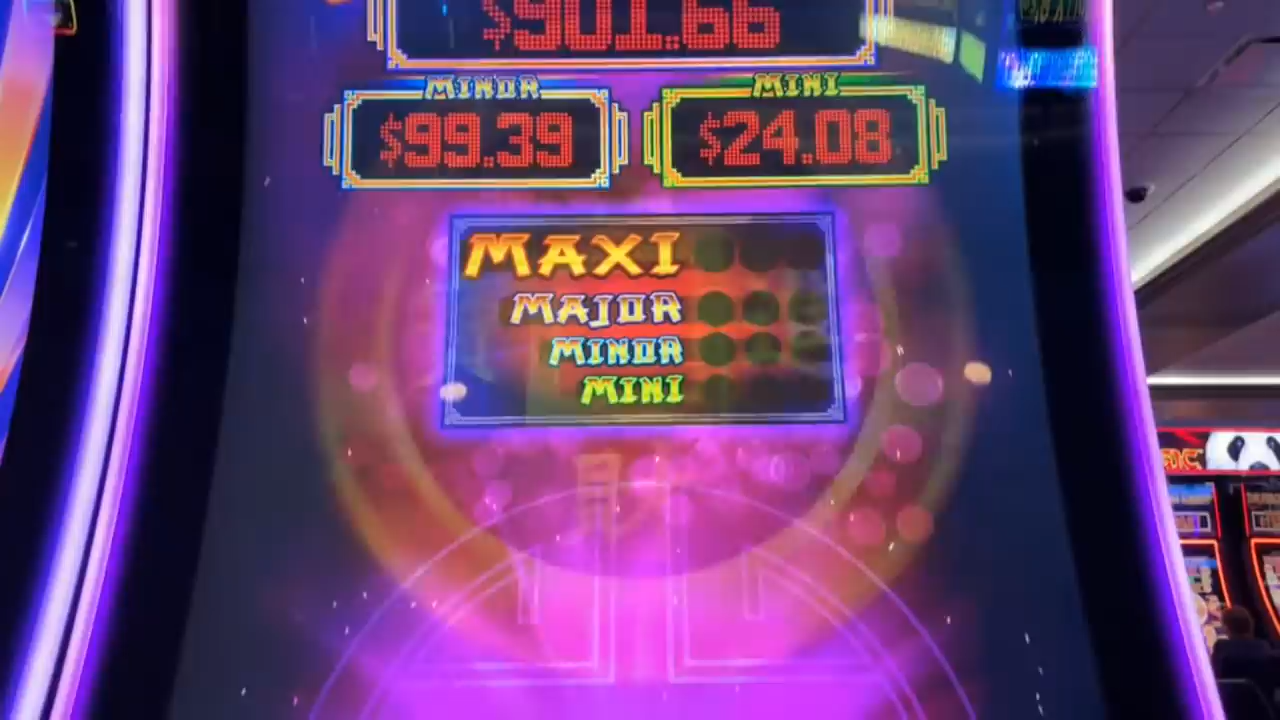 $901.66
MINOR
MINI
$99.39
$24.08
MAXI
MAJOR
MINOR
MINI